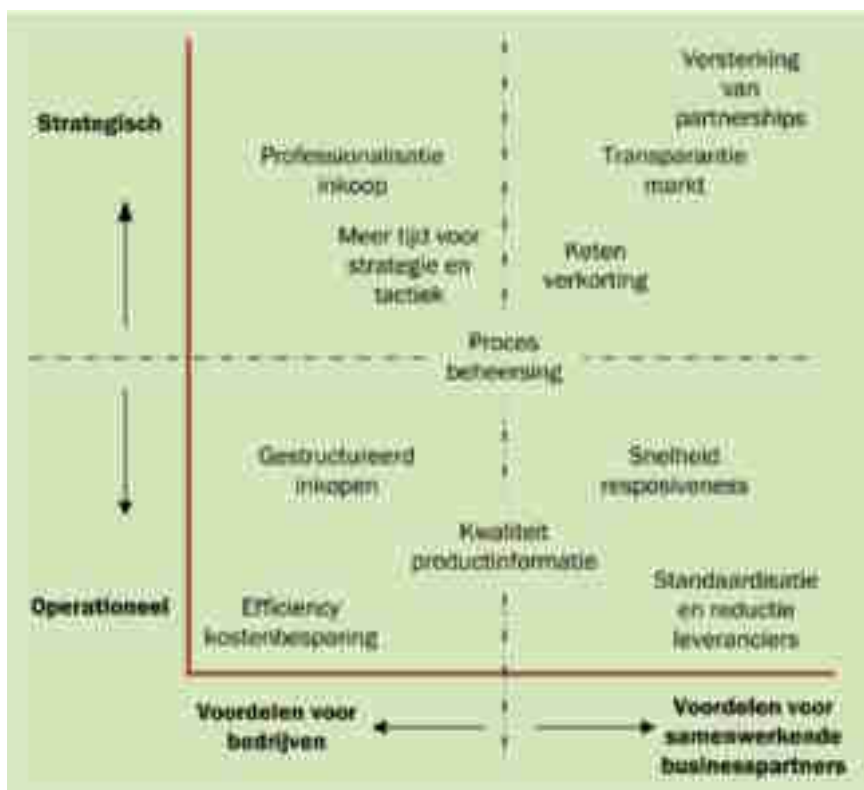 Versterking
van
partnerships
Strategisch
Professionalisatie
inkoop
Transparantie
markt
Meer tijd voor
strategie en
tactiek
Keten
verkorting
Proces
beheersing
Gestructureerd
inkopen
Snelheid
resposiveness
Kwaliteit
productinformatie
Operationeel
Efficiency
kostenbesparing
Standaardisatie
en reductie
leveranciers
Voordelen voor
bedrijven
Voordelen voor
samenwerkende
businesspartners